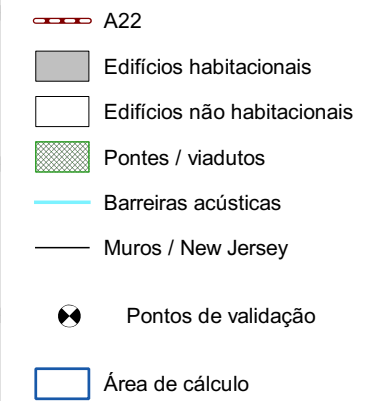 A22
Edifícios habitacionais
Edifícios não habitacionais
Pontes / viadutos
Barreiras acústicas
Muros / New Jersey
Pontos de validação
Área de cálculo